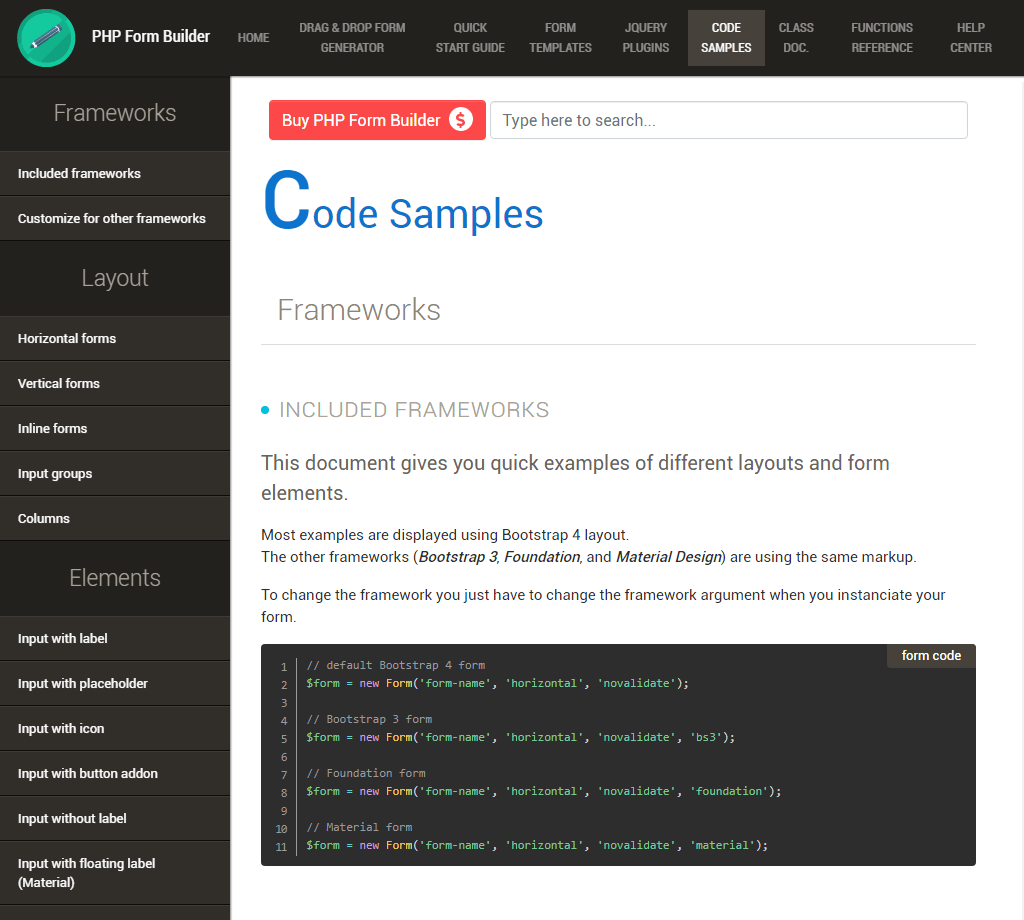 PHP Form Builder
HOME
DRAG & DROP FORM
GENERATOR
QUICK
START GUIDE
FORM
TEMPLATES
JQUERY
PLUGINS
CODE
SAMPLES
CLASS
DOC.
FUNCTIONS
REFERENCE
HELP
CENTER
Frameworks
Included frameworks
Customize for other frameworks
Layout
Horizontal forms
Vertical forms
Inline forms
Input groups
Columns
Elements
Input with label
Input with placeholder
Input with icon
Input with button addon
Input without label
Input with floating label
(Material)
Buy PHP Form Builder $
Type here to search...
Code Samples
Frameworks
INCLUDED FRAMEWORKS
This document gives you quick examples of different layouts and form
elements.
Most examples are displayed using Bootstrap 4 layout.
The other frameworks (Bootstrap 3, Foundation, and Material Design) are using the same markup.
To change the framework you just have to change the framework argument when you instanciate your
form.
form code
1 // default Bootstrap 4 form
2 $form = new Form('form-name', 'horizontal', 'novalidate');
3
4 // Bootstrap 3 form
5 $form = new Form('form-name', 'horizontal', 'novalidate', 'bs3');
6
7 // Foundation form
8 $form = new Form('form-name', 'horizontal', 'novalidate', 'foundation');
9
10 // Material form
11 $form = new Form('form-name', 'horizontal', 'novalidate', 'material');